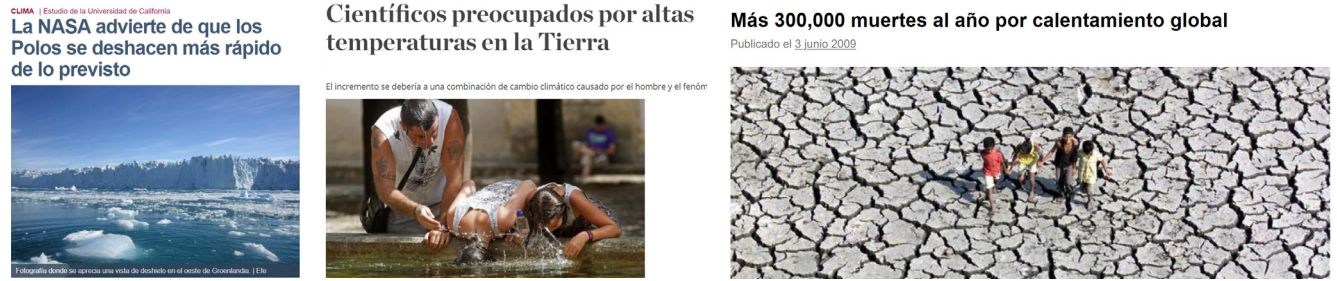 CLIMA | Estudio de la Universidad de California
La NASA advierte de que los
Polos se deshacen más rápido
de lo previsto
Fotografía donde se aprecia una vista de deshielo en el oeste de Groenlandia. | Efe
Científicos preocupados por altas
temperaturas en la Tierra
El incremento se debería a una combinación de cambio climático causado por el hombre y el
Más 300,000 muertes al año por calentamiento global
Publicado el 3 junio 2009